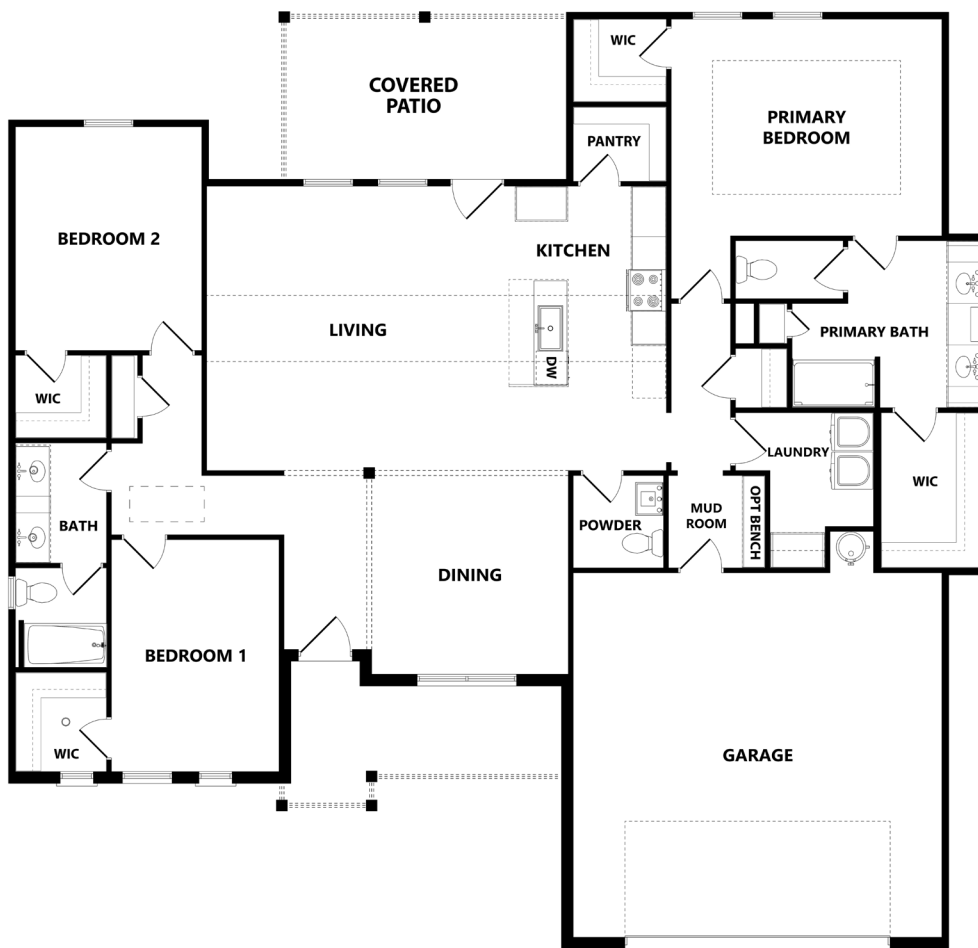 WIC
COVERED
PATIO
PRIMARY
BEDROOM
PANTRY
BEDROOM 2
KITCHEN
LIVING
PRIMARY BATH
DW
WIC
LAUNDRY
WIC
BATH
POWDER
MUD
ROOM
OPT BENCH
DINING
BEDROOM 1
WIC
GARAGE